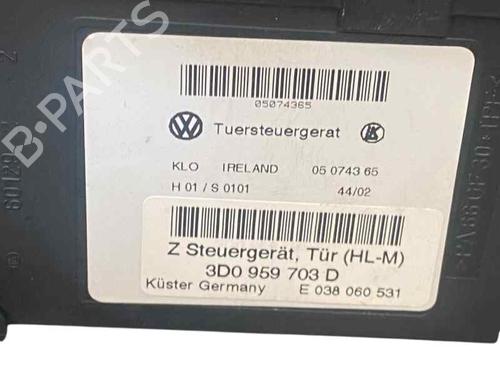 05074365
Tuersteuergerat
KLO IRELAND 05 0743 65
H 01 / S 0101 44/02
Z Steuergerät, Tür (HL-M)
3D0 959 703 D
Küster Germany E 038 060 531
B-PARTS